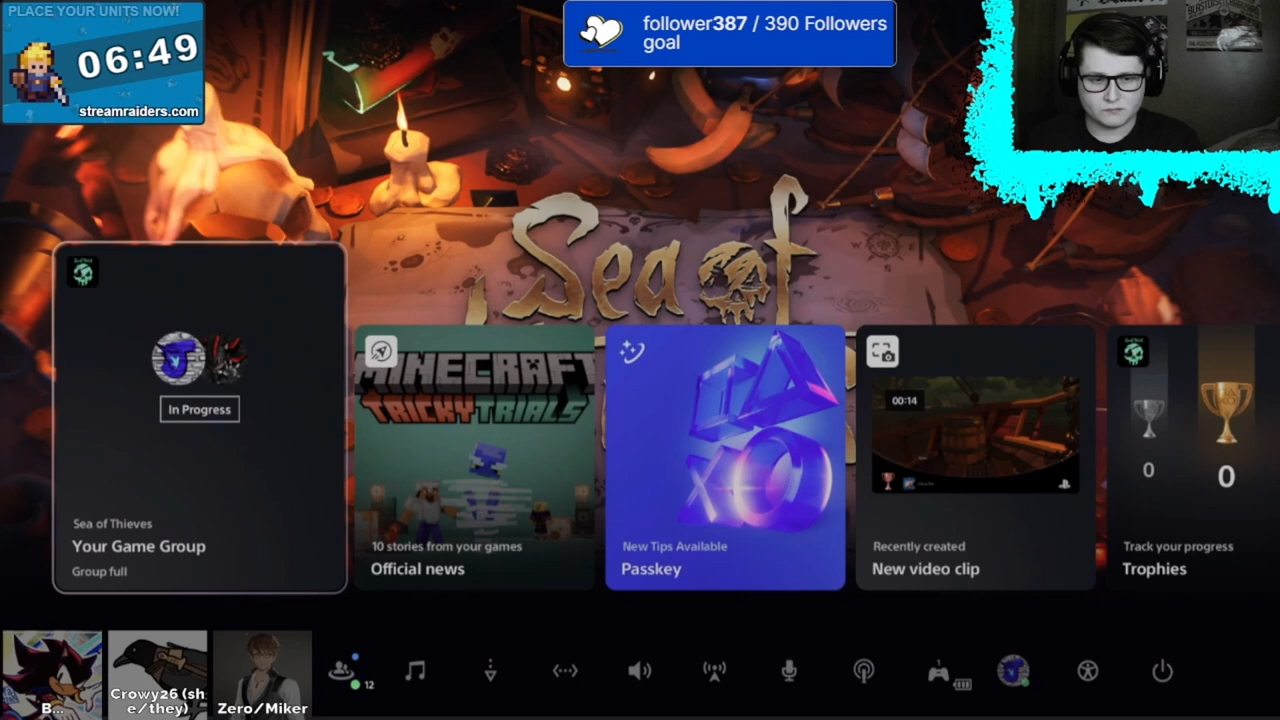 PLACE YOUR UNITS NOW!
06:49
streamraiders.com
follower387 / 390 Followers
goal
Sea of
In Progress
Sea of Thieves
Your Game Group
Group full
MINECRAFT
TRICKY TRIALS
10 stories from your games
Official news
New Tips Available
Passkey
00:14
Recently created
New video clip
0
0
Track your progress
Trophies
B...
Crowy26 (sh
e/they)
Zero/Miker
12